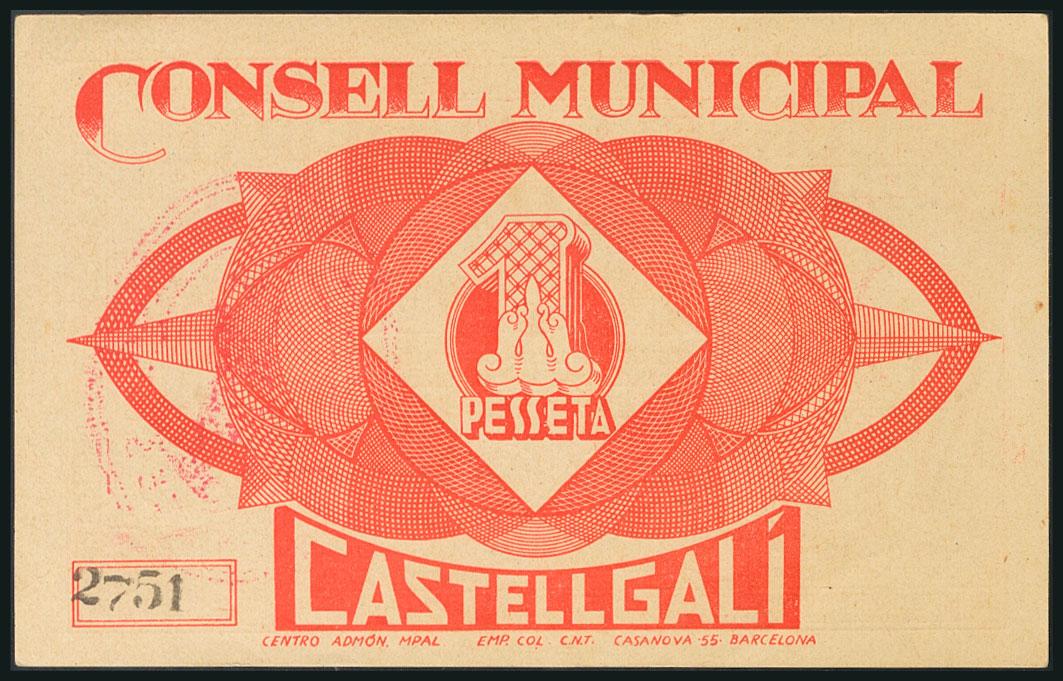 CONSELL MUNICIPAL
1
PESSETA
CASTELLGALÍ
2751
CENTRO ADMÓN. MPAL EMP. COL. C.N.T. CASANOVA ·55· BARCELONA